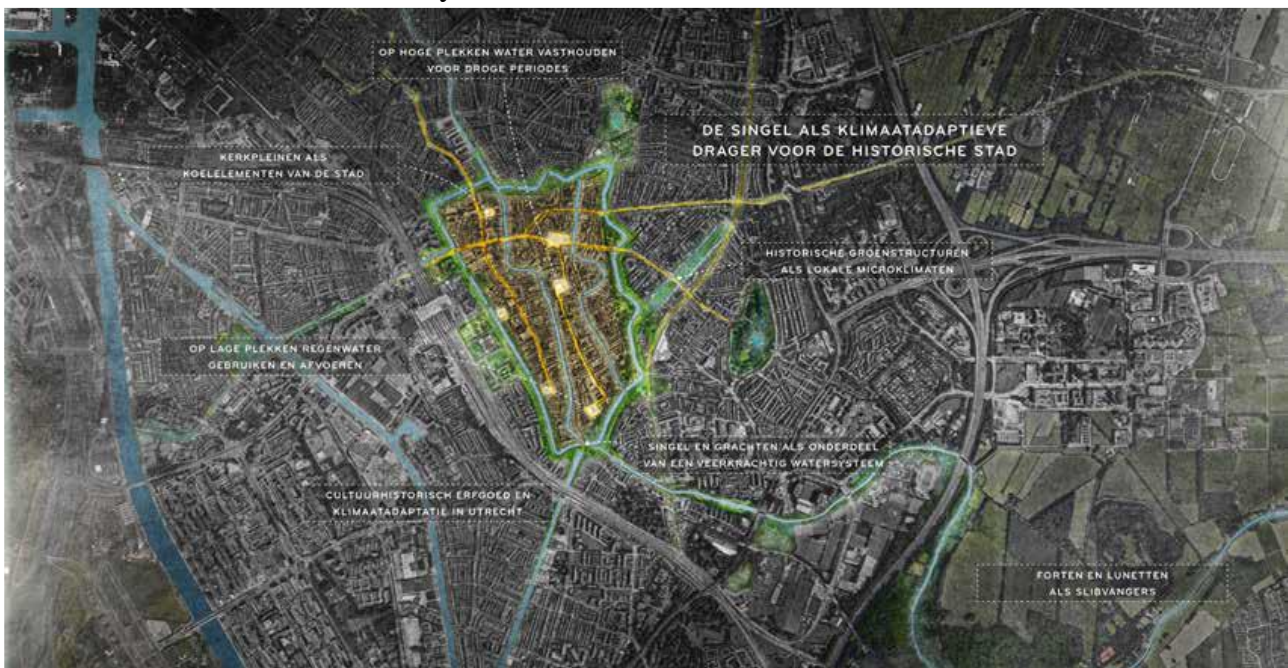 OP HOGE PLEKKEN WATER VASTHOUDEN
VOOR DROGE PERIODES
DE SINGEL ALS KLIMAATADAPTIEVE
DRAGER VOOR DE HISTORISCHE STAD
KERKPLEINEN ALS
KOELELEMENTEN VAN DE STAD
HISTORISCHE GROENSTRUCTUREN
ALS LOKALE MICROKLIMATEN
OP LAGE PLEKKEN REGENWATER
GEBRUIKEN EN AFVOEREN
SINGEL EN GRACHTEN ALS ONDERDEEL
VAN EEN VEERKRACHTIG WATERSYSTEEM
CULTUURHISTORISCH ERFGOED EN
KLIMAATADAPTATIE IN UTRECHT
FORTEN EN LUNETTEN
ALS SLIBVANGERS